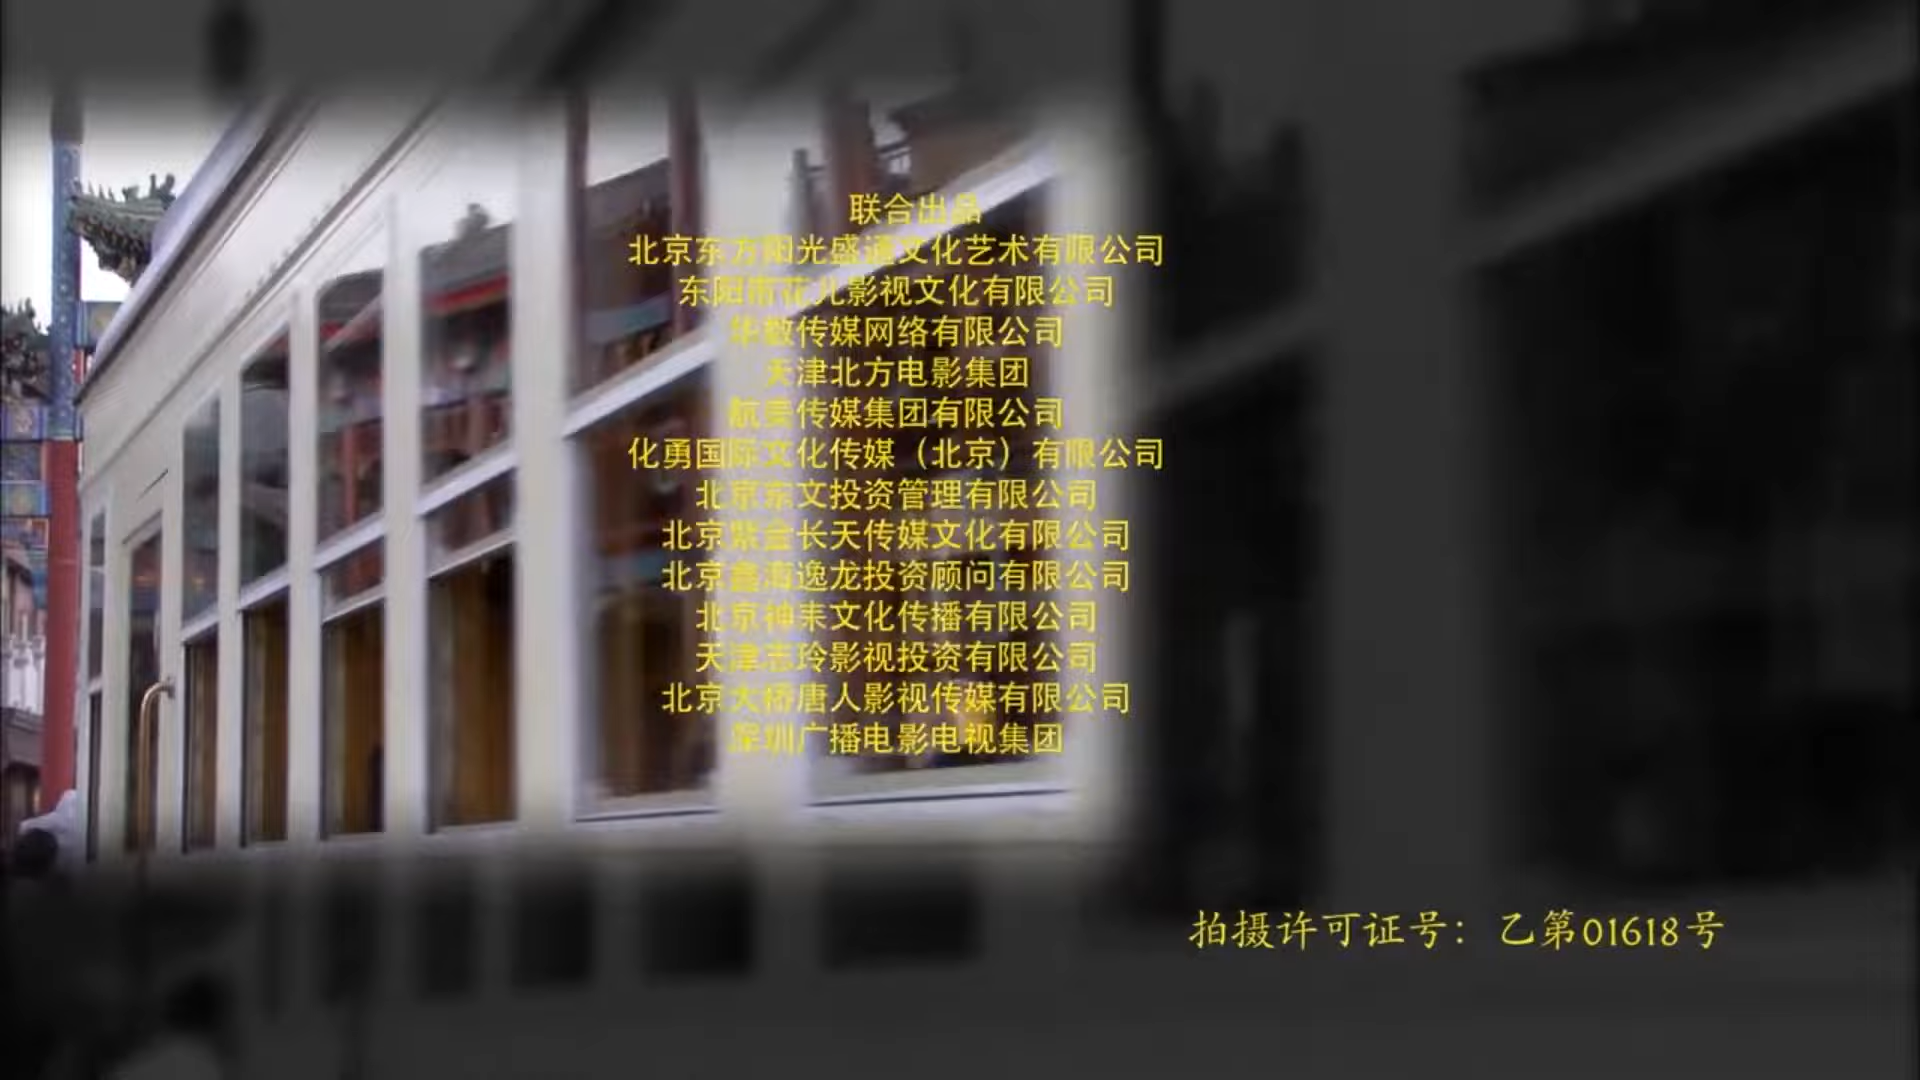 联合出品
北京东方阳光盛通文化艺术有限公司
东阳市花儿影视文化有限公司
华数传媒网络有限公司
天津北方电影集团
航美传媒集团有限公司
化勇国际文化传媒（北京）有限公司
北京东文投资管理有限公司
北京紫金长天传媒文化有限公司
北京鑫海逸龙投资顾问有限公司
北京神耒文化传播有限公司
天津志玲影视投资有限公司
北京大桥唐人影视传媒有限公司
深圳广播电影电视集团
拍摄许可证号：乙第01618号